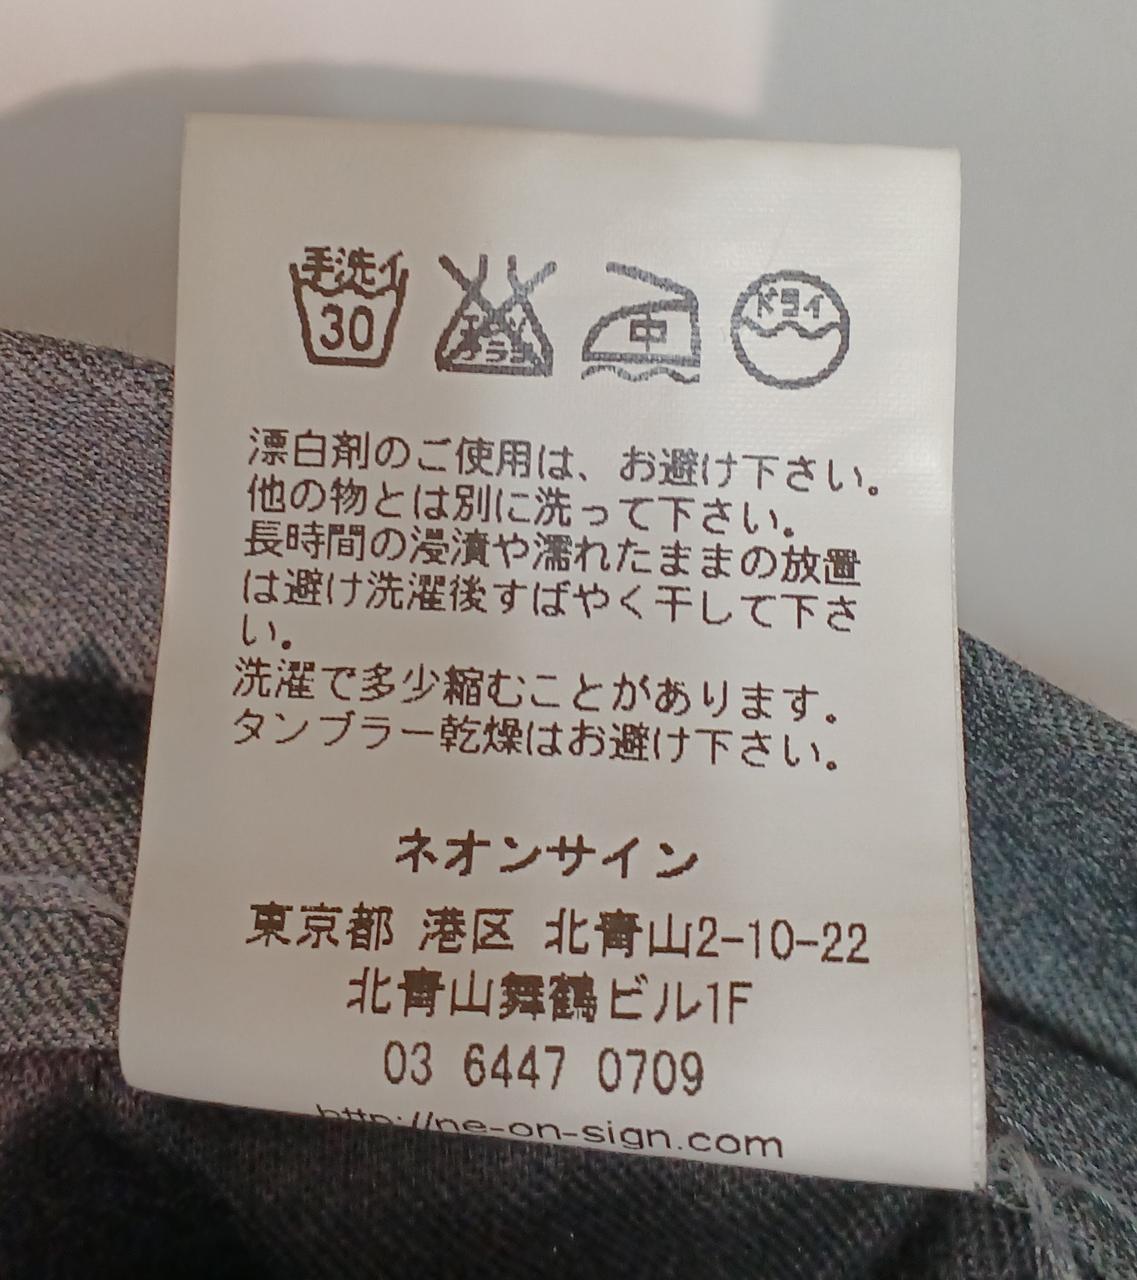 手洗イ
30
エンソ
サラシ
中
ドライ
漂白剤のご使用は、お避け下さい。
他の物とは別に洗って下さい。
長時間の浸漬や濡れたままの放置
は避け洗濯後すばやく干して下さ
い。
洗濯で多少縮むことがあります。
タンブラー乾燥はお避け下さい。
ネオンサイン
東京都 港区 北青山2-10-22
北青山舞鶴ビル1F
03 6447 0709
http://ne-on-sign.com